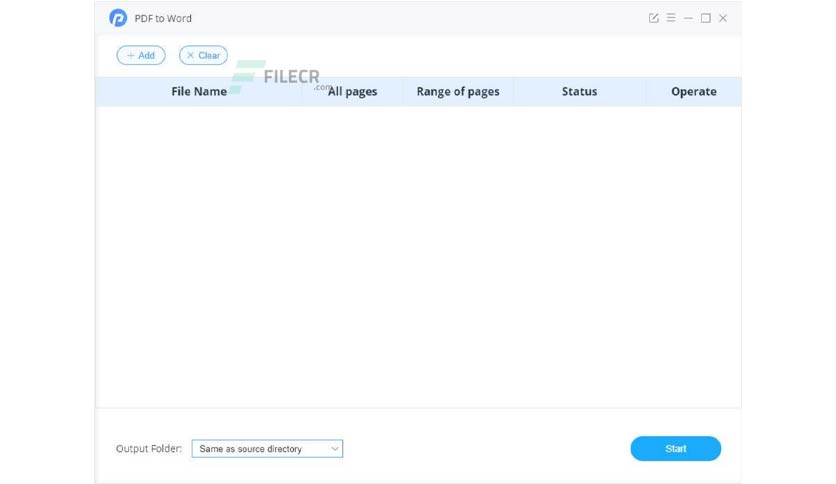 PDF to Word
+ Add
× Clear
FILECR
.com
File Name
All pages
Range of pages
Status
Operate
Output Folder:
Same as source directory
Start